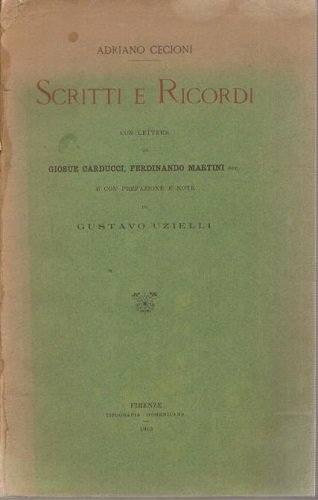 ADRIANO CECIONI
SCRITTI E RICORDI
CON LETTERE
DI
GIOSUE CARDUCCI, FERDINANDO MARTINI ecc.
E CON PREFAZIONE E NOTE
DI
GUSTAVO UZIELLI
FIRENZE
TIPOGRAFIA DOMENICANA